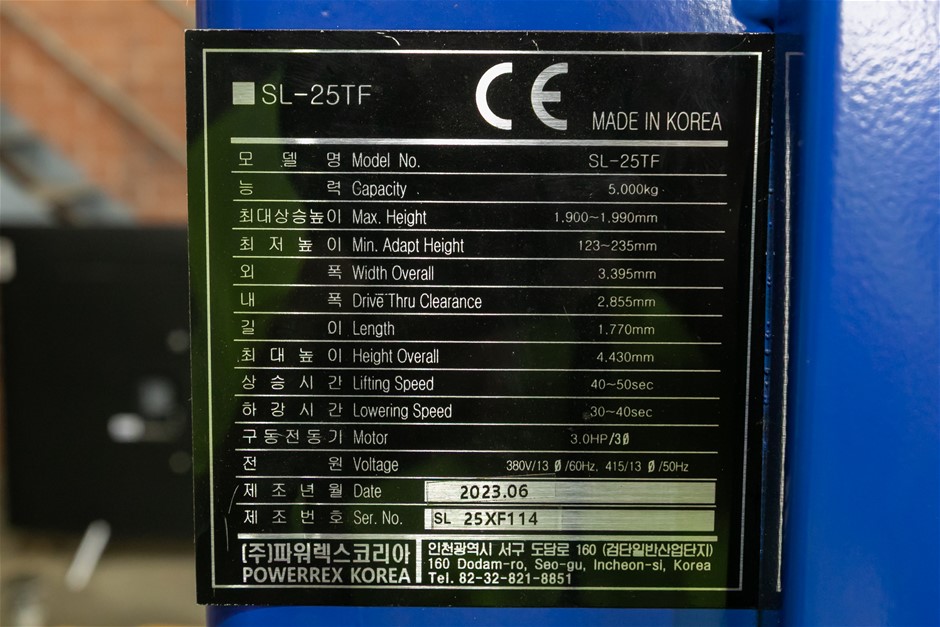 ■SL-25TF
CE
MADE IN KOREA
모 델 명 Model No. SL-25TF
능 력 Capacity 5.000kg
최대상승높이 Max. Height 1,900~1.990mm
최 저 높 이 Min. Adapt Height 123~235mm
외 폭 Width Overall 3.395mm
내 폭 Drive Thru Clearance 2.855mm
길 이 Length 1.770mm
최 대 높 이 Height Overall 4.430mm
상 승 시 간 Lifting Speed 40~50sec
하 강 시 간 Lowering Speed 30~40sec
구동전동기 Motor 3.0HP/3Ø
전 원 Voltage 380V/13 Ø/60Hz, 415/13 Ø/50Hz
제 조 년 월 Date 2023.06
제 조 번 호 Ser. No. SL 25XF114
(주)파워렉스코리아
POWERREX KOREA
인천광역시 서구 도담로 160 (검단일반산업단지)
160 Dodam-ro, Seo-gu, Incheon-si, Korea
Tel. 82-32-821-8851